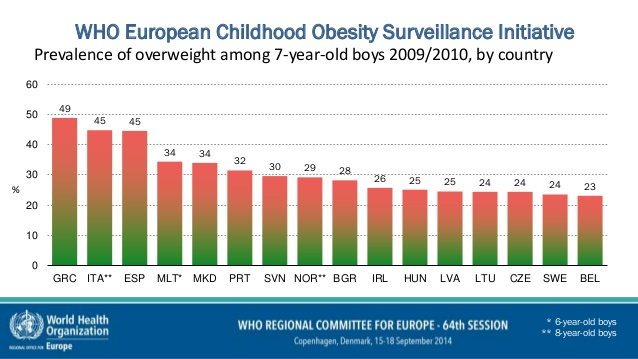 WHO European Childhood Obesity Surveillance Initiative
Prevalence of overweight among 7-year-old boys 2009/2010, by country
60
50
40
30
20
10
0
%
49
45
45
34
34
32
30
29
28
26
25
25
24
24
24
23
GRC ITA** ESP MLT* MKD PRT SVN NOR** BGR IRL HUN LVA LTU CZE SWE BEL
World Health
Organization
REGIONAL OFFICE FOR Europe
WHO REGIONAL COMMITTEE FOR EUROPE - 64th SESSION
Copenhagen, Denmark, 15-18 September 2014
* 6-year-old boys
** 8-year-old boys